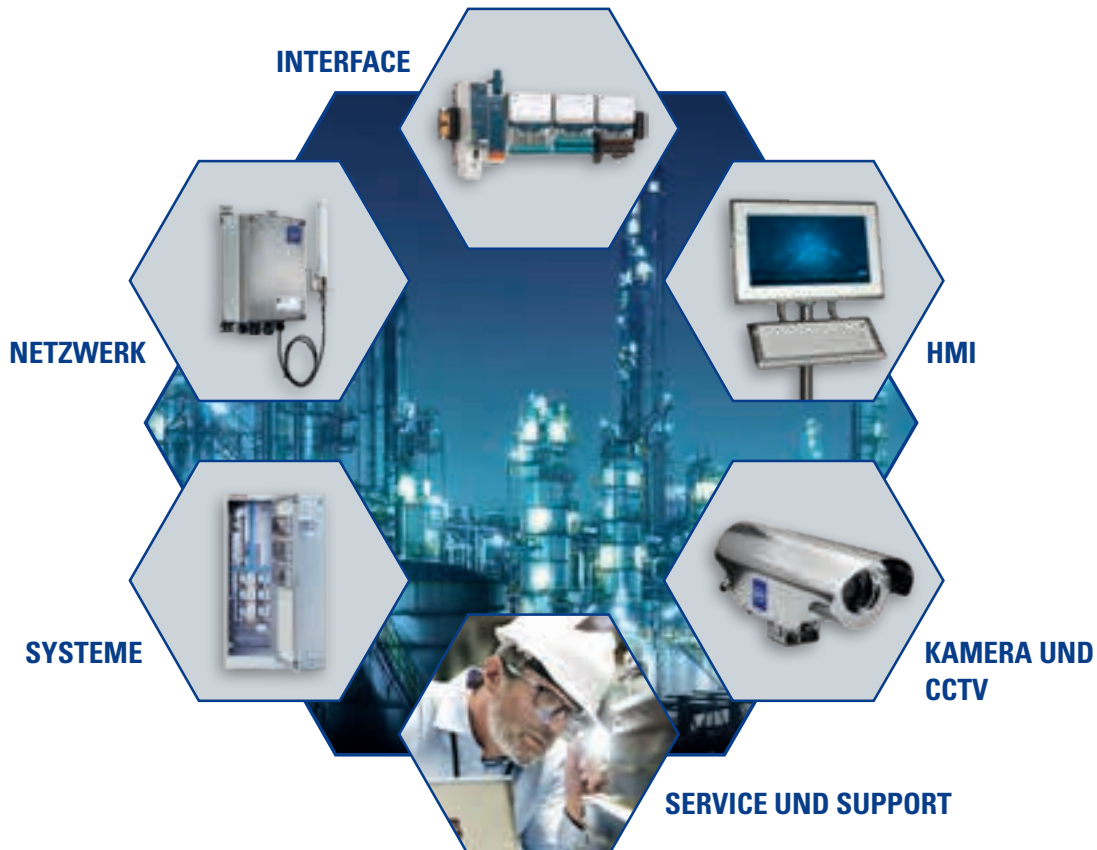 INTERFACE
NETZWERK
HMI
SYSTEME
KAMERA UND
CCTV
SERVICE UND SUPPORT